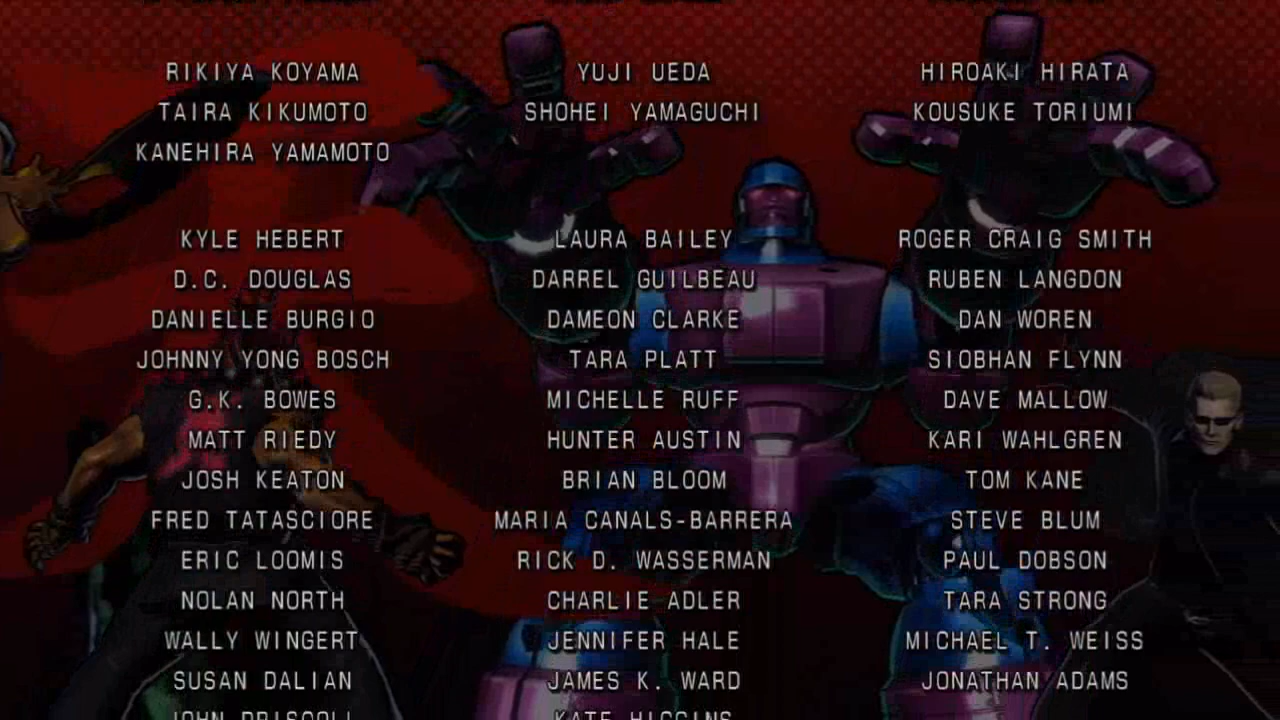 RIKIYA KOYAMA YUJI UEDA HIROAKI HIRATA
TAIRA KIKUMOTO SHOHEI YAMAGUCHI KOUSUKE TORIUMI
KANEHIRA YAMAMOTO
KYLE HEBERT LAURA BAILEY ROGER CRAIG SMITH
D.C. DOUGLAS DARREL GUILBEAU RUBEN LANGDON
DANIELLE BURGIO DAMEON CLARKE DAN WOREN
JOHNNY YONG BOSCH TARA PLATT SIOBHAN FLYNN
G.K. BOWES MICHELLE RUFF DAVE MALLOW
MATT RIEDY HUNTER AUSTIN KARI WAHLGREN
JOSH KEATON BRIAN BLOOM TOM KANE
FRED TATASCIORE MARIA CANALS-BARRERA STEVE BLUM
ERIC LOOMIS RICK D. WASSERMAN PAUL DOBSON
NOLAN NORTH CHARLIE ADLER TARA STRONG
WALLY WINGERT JENNIFER HALE MICHAEL T. WEISS
SUSAN DALIAN JAMES K. WARD JONATHAN ADAMS
JOHN DRISCOLL KATE HIGGINS